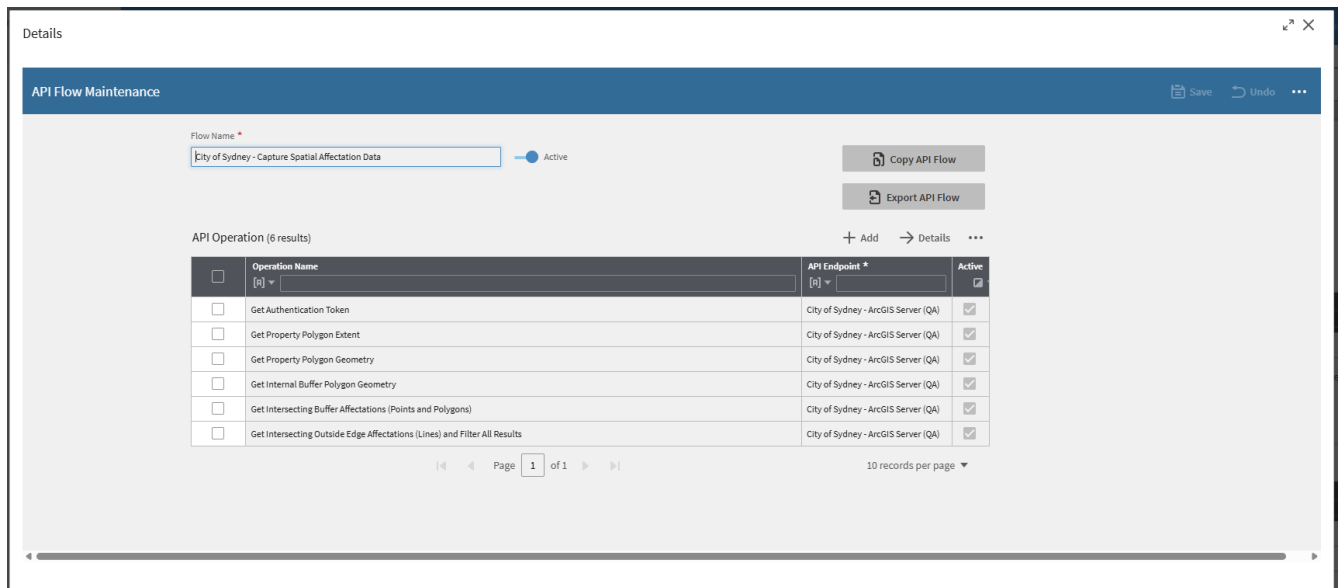 Details
API Flow Maintenance
Save Undo
Flow Name *
City of Sydney - Capture Spatial Affectation Data
Active
Copy API Flow
Export API Flow
API Operation (6 results)
Add Details
Operation Name API Endpoint * Active
[R] [R]
Get Authentication Token City of Sydney - ArcGIS Server (QA)
Get Property Polygon Extent City of Sydney - ArcGIS Server (QA)
Get Property Polygon Geometry City of Sydney - ArcGIS Server (QA)
Get Internal Buffer Polygon Geometry City of Sydney - ArcGIS Server (QA)
Get Intersecting Buffer Affectations (Points and Polygons) City of Sydney - ArcGIS Server (QA)
Get Intersecting Outside Edge Affectations (Lines) and Filter All Results City of Sydney - ArcGIS Server (QA)
Page 1 of 1 10 records per page